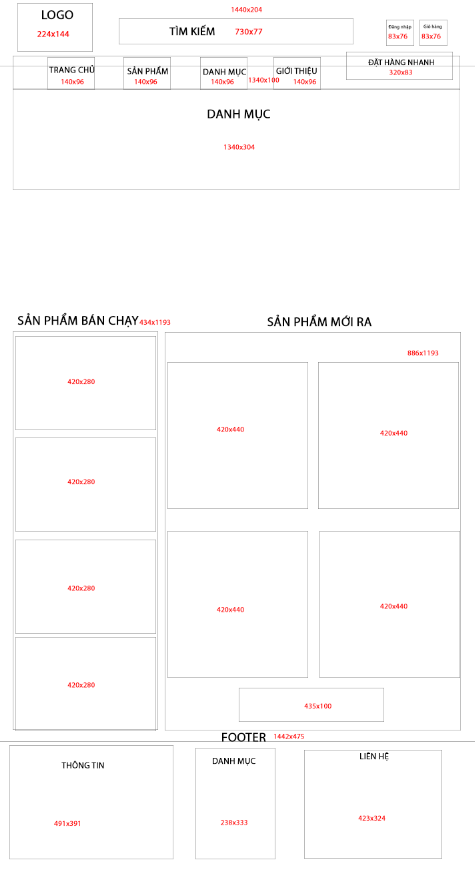 1440x204
LOGO
224x144
TÌM KIẾM 730x77
Đăng nhập
83x76
Giỏ hàng
83x76
TRANG CHỦ
140x96
SẢN PHẨM
140x96
DANH MỤC
140x96
1340x100
GIỚI THIỆU
140x96
ĐẶT HÀNG NHANH
320x83
DANH MỤC
1340x304
SẢN PHẨM BÁN CHẠY 434x1193
420x280
420x280
420x280
420x280
SẢN PHẨM MỚI RA
886x1193
420x440
420x440
420x440
420x440
435x100
FOOTER 1442x475
THÔNG TIN
491x391
DANH MỤC
238x333
LIÊN HỆ
423x324